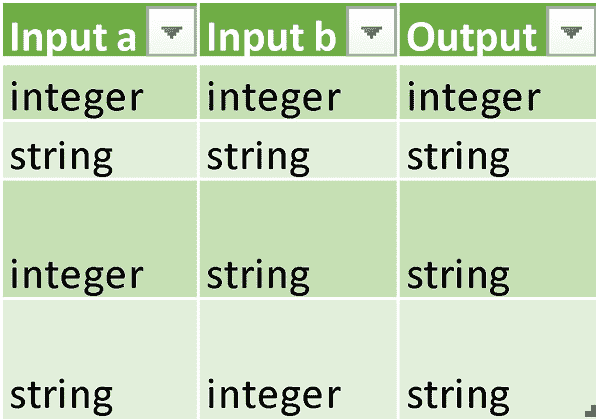 Input a Input b Output
integer integer integer
string string string
integer string string
string integer string